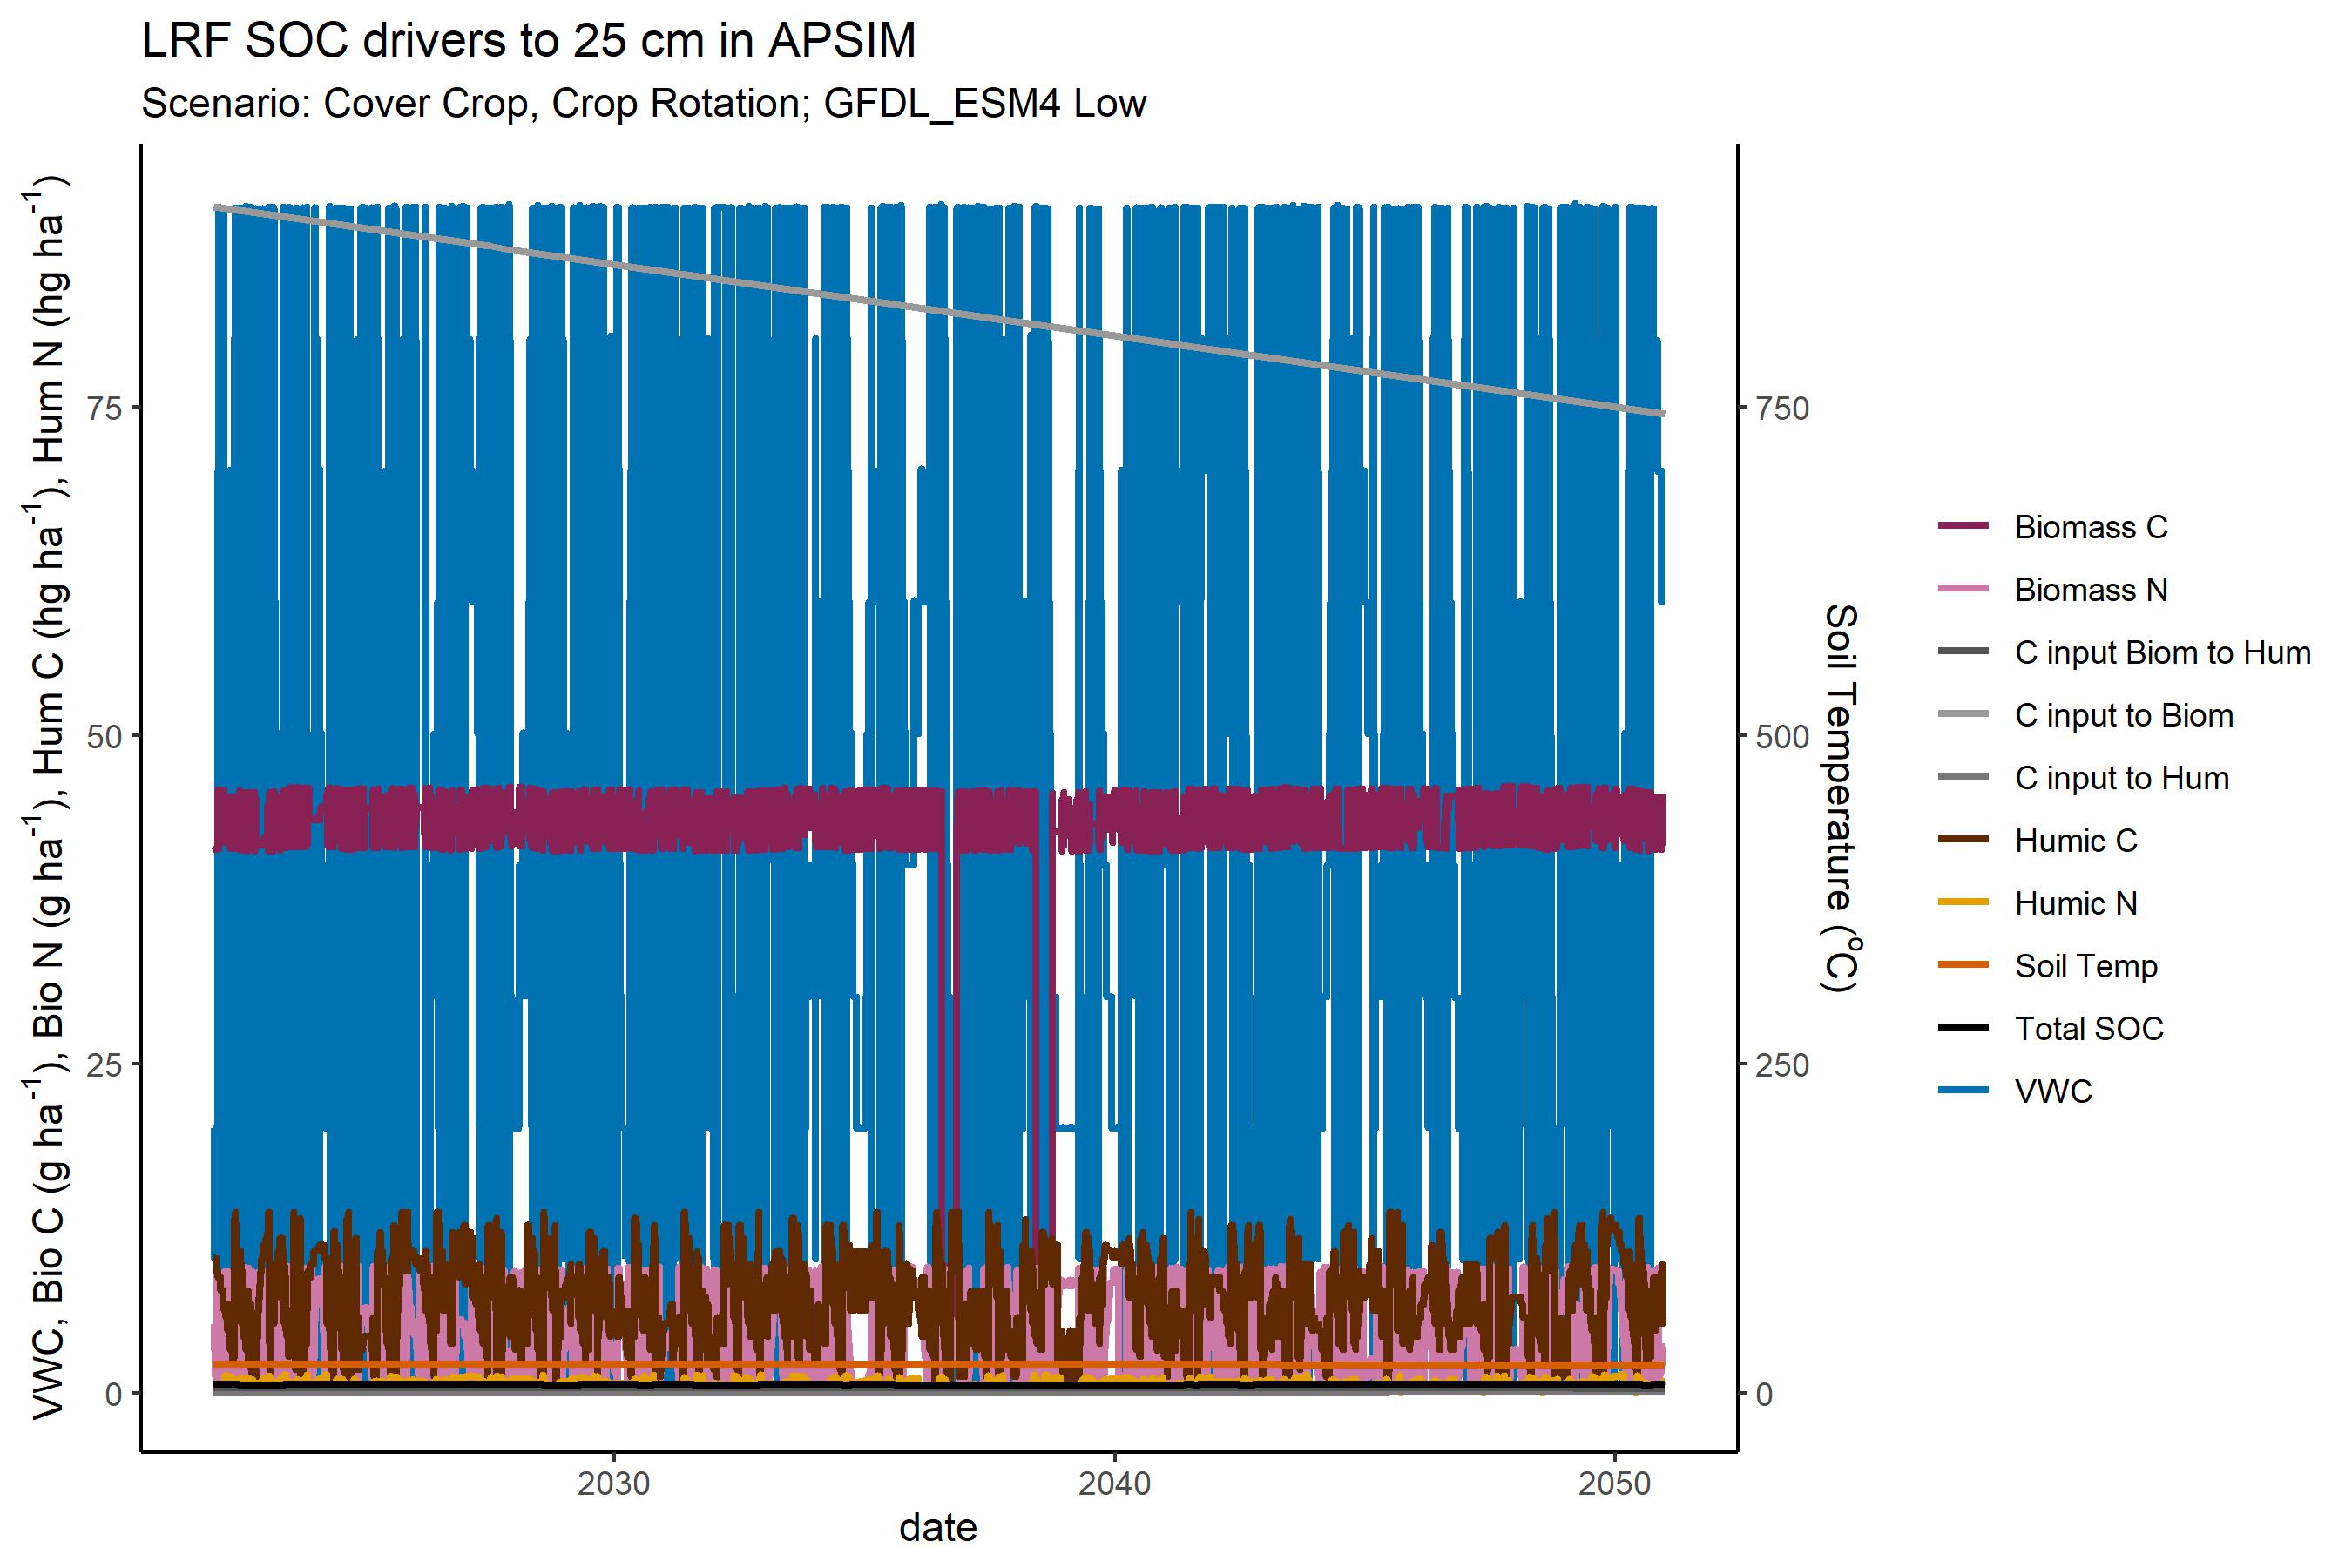 LRF SOC drivers to 25 cm in APSIM
Scenario: Cover Crop, Crop Rotation; GFDL_ESM4 Low
VWC, Bio C (g ha⁻¹), Bio N (g ha⁻¹), Hum C (hg ha⁻¹), Hum N (hg ha⁻¹)
75
50
25
0
750
500
250
0
Soil Temperature (°C)
2030
2040
2050
date
Biomass C
Biomass N
C input Biom to Hum
C input to Biom
C input to Hum
Humic C
Humic N
Soil Temp
Total SOC
VWC